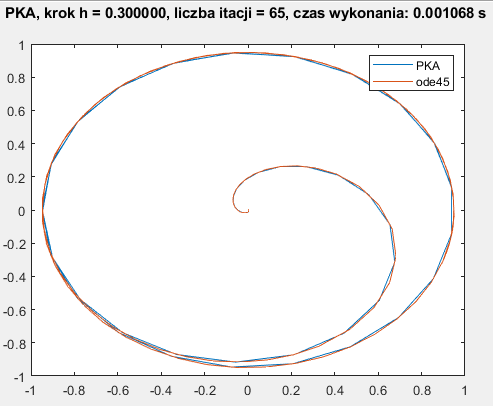 PKA, krok h = 0.300000, liczba itacji = 65, czas wykonania: 0.001068 s
PKA
ode45
1
0.8
0.6
0.4
0.2
0
-0.2
-0.4
-0.6
-0.8
-1
-1 -0.8 -0.6 -0.4 -0.2 0 0.2 0.4 0.6 0.8 1